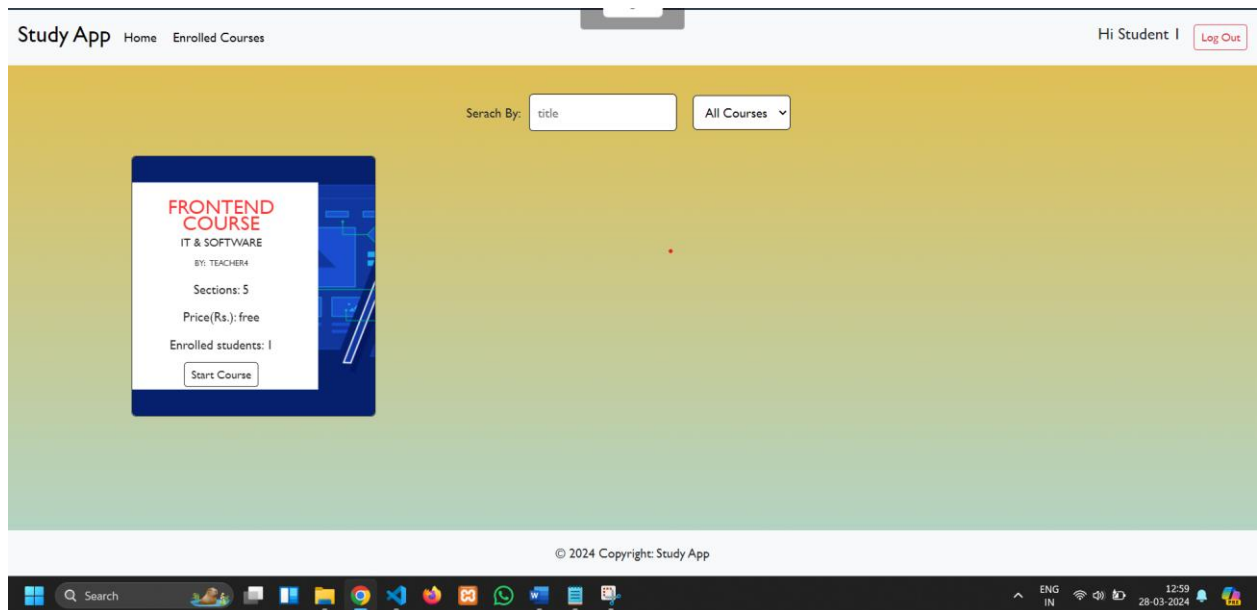 Study App Home Enrolled Courses Hi Student 1 Log Out
Serach By: title All Courses
FRONTEND
COURSE
IT & SOFTWARE
BY: TEACHER4
Sections: 5
Price(Rs.): free
Enrolled students: 1
Start Course
© 2024 Copyright: Study App
Search ENG 12:59
IN 28-03-2024